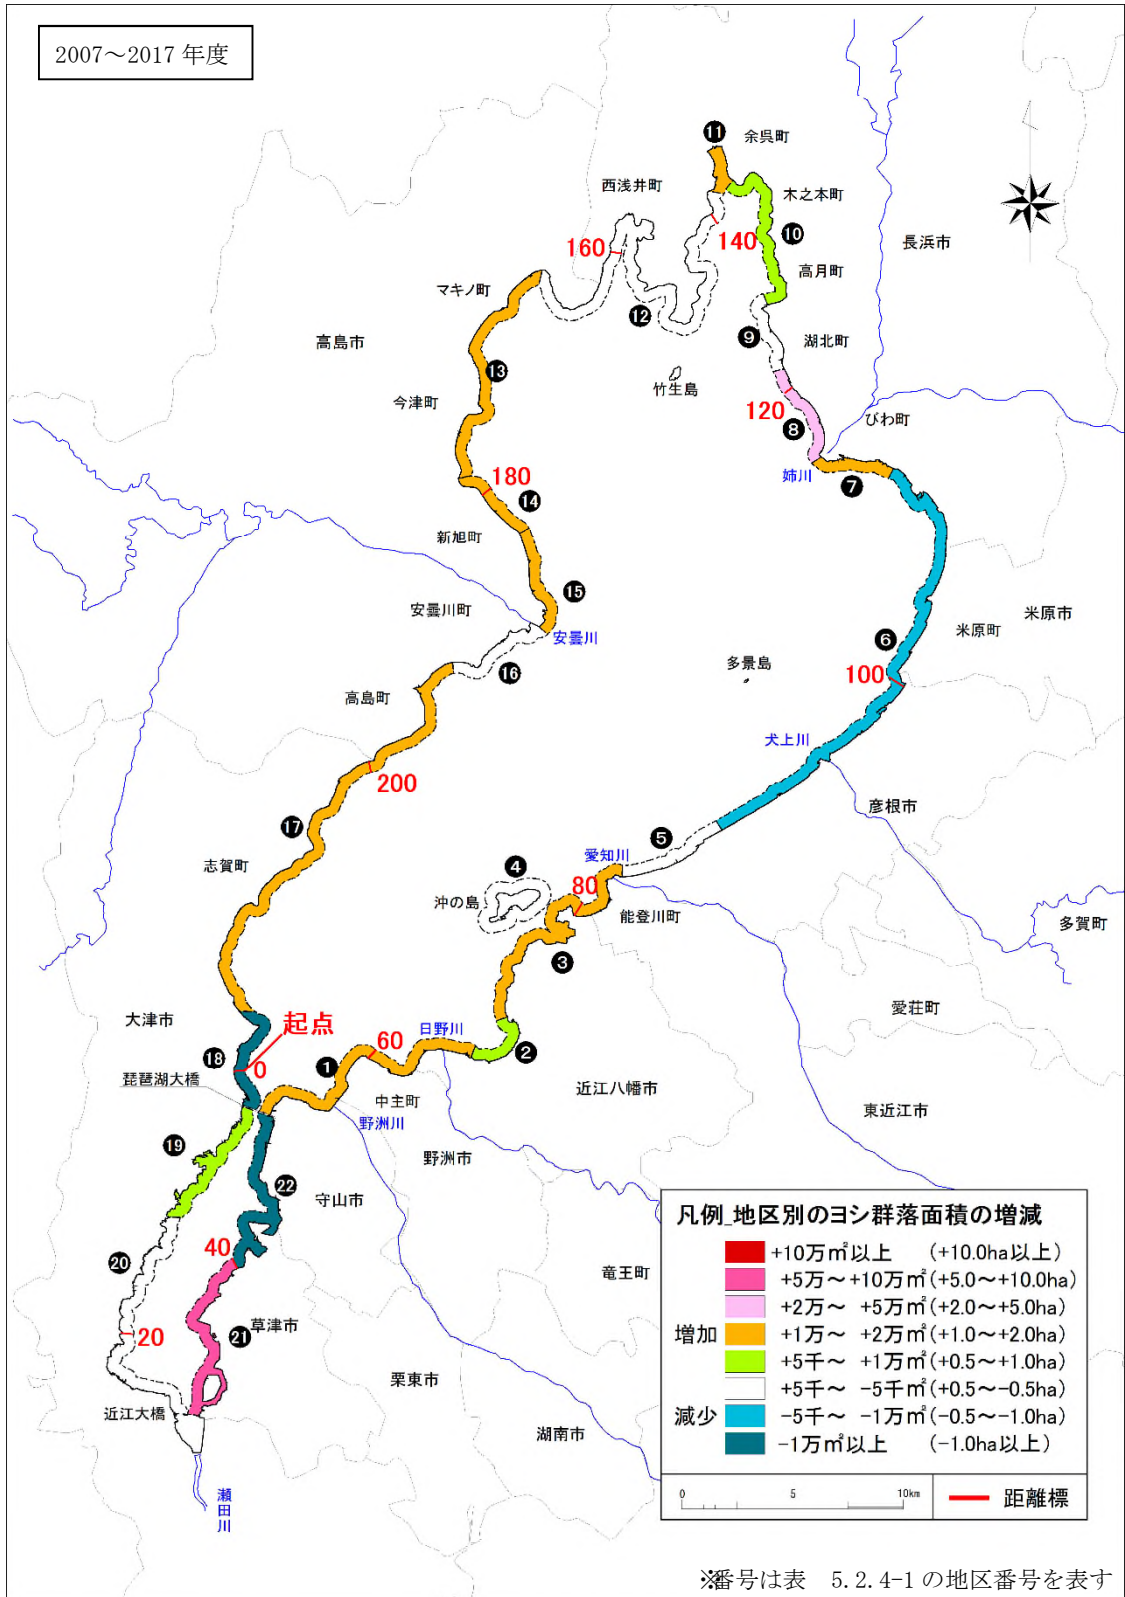 2007～2017 年度
⓫
余呉町
西浅井町
木之本町
❿
140
長浜市
160
高月町
マキノ町
⓬
❾
湖北町
高島市
⓭
竹生島
今津町
120
❽
びわ町
姉川
❼
180
⓮
新旭町
⓯
安曇川町
安曇川
米原市
米原町
❻
多景島
⓰
100
高島町
犬上川
200
彦根市
⓱
❺
愛知川
志賀町
❹
80
沖の島
能登川町
多賀町
❸
愛荘町
大津市
起点
日野川
60
❷
⓲
0
❶
琵琶湖大橋
近江八幡市
中主町
東近江市
野洲川
⓳
野洲市
㉒
守山市
40
⓴
竜王町
20
㉑
草津市
栗東市
近江大橋
湖南市
瀬田川
凡例_地区別のヨシ群落面積の増減
+10万㎡以上 (+10.0ha以上)
+5万～+10万㎡(+5.0～+10.0ha)
+2万～ +5万㎡(+2.0～+5.0ha)
増加 +1万～ +2万㎡(+1.0～+2.0ha)
+5千～ +1万㎡(+0.5～+1.0ha)
+5千～ -5千㎡(+0.5～-0.5ha)
減少 -5千～ -1万㎡(-0.5～-1.0ha)
-1万㎡以上 (-1.0ha以上)
0 5 10km
距離標
※番号は表 5.2.4-1 の地区番号を表す